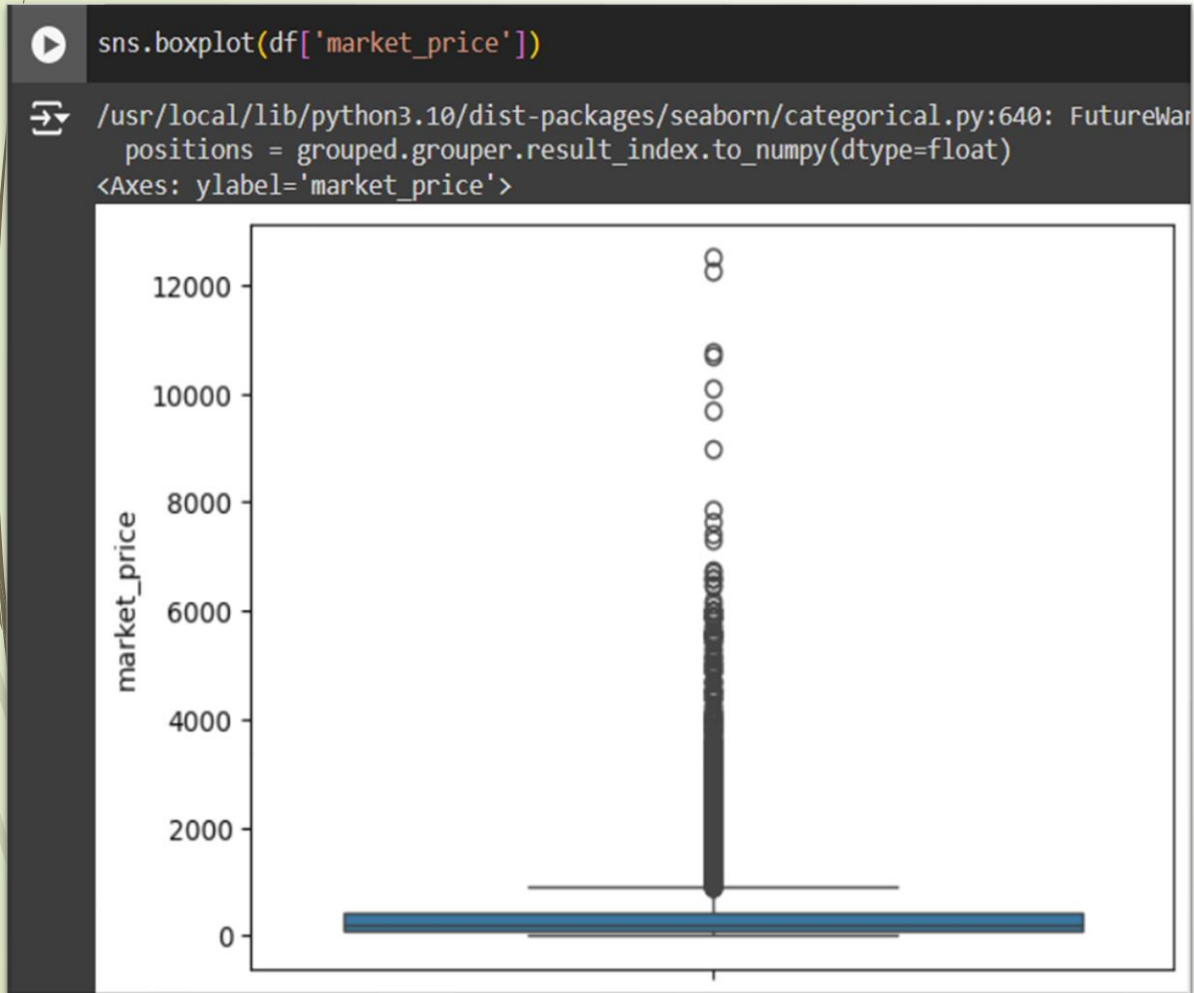 sns.boxplot(df['market_price'])
/usr/local/lib/python3.10/dist-packages/seaborn/categorical.py:640:
positions = grouped.grouper.result_index.to_numpy(dtype=float)
<Axes: ylabel='market_price'>
12000
10000
8000
6000
4000
2000
0
market_price